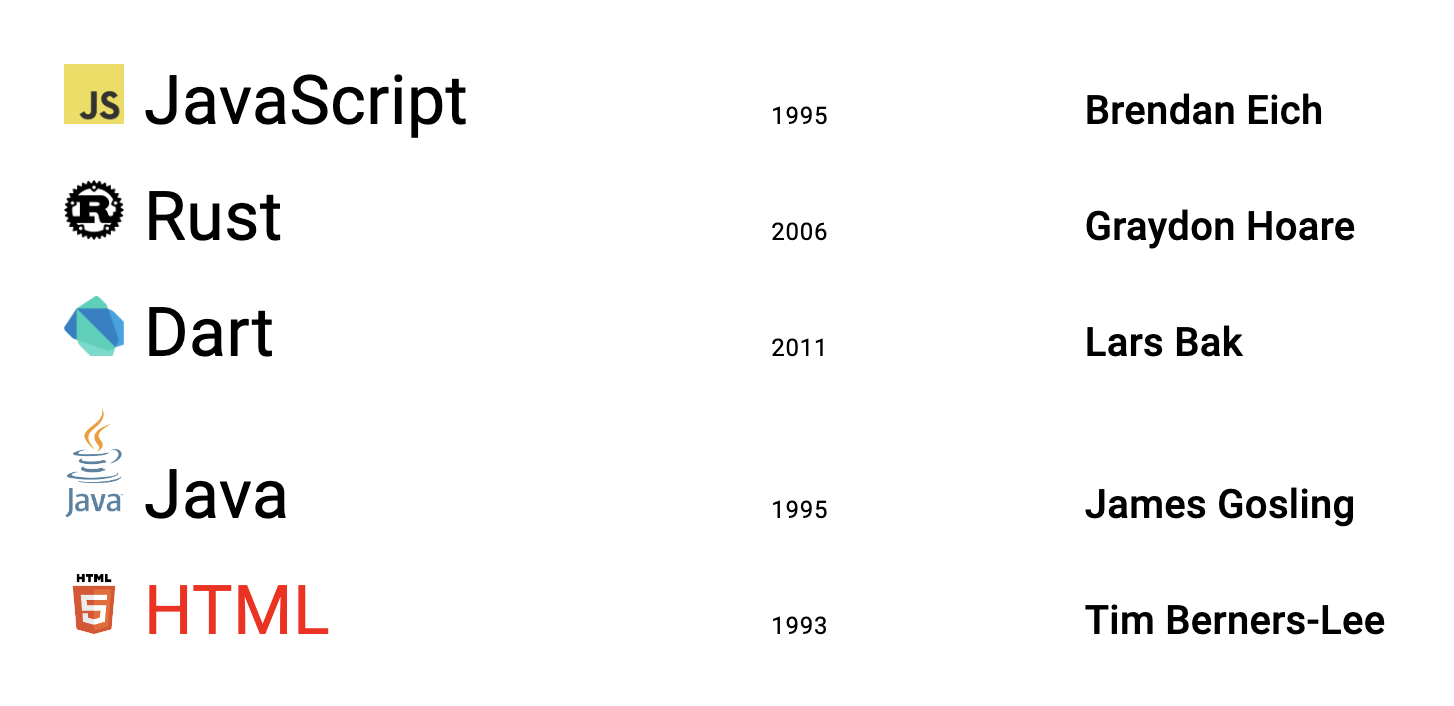 JS JavaScript 1995 Brendan Eich
R Rust 2006 Graydon Hoare
Dart 2011 Lars Bak
Java Java 1995 James Gosling
HTML 5 HTML 1993 Tim Berners-Lee